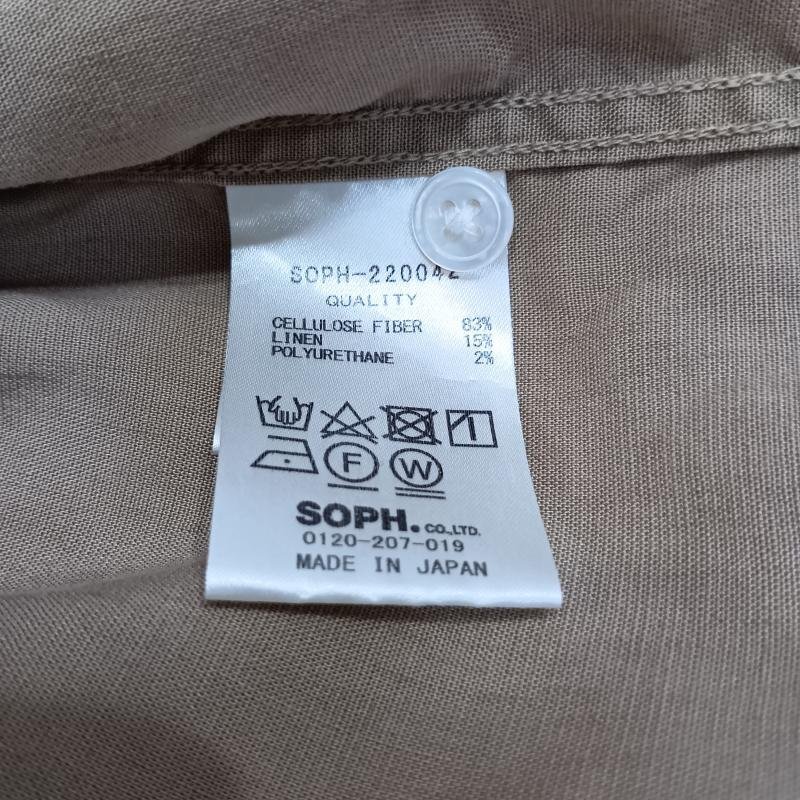 SOPH-220042
QUALITY
CELLULOSE FIBER 83%
LINEN 15%
POLYURETHANE 2%
F W
SOPH. CO.,LTD.
0120-207-019
MADE IN JAPAN